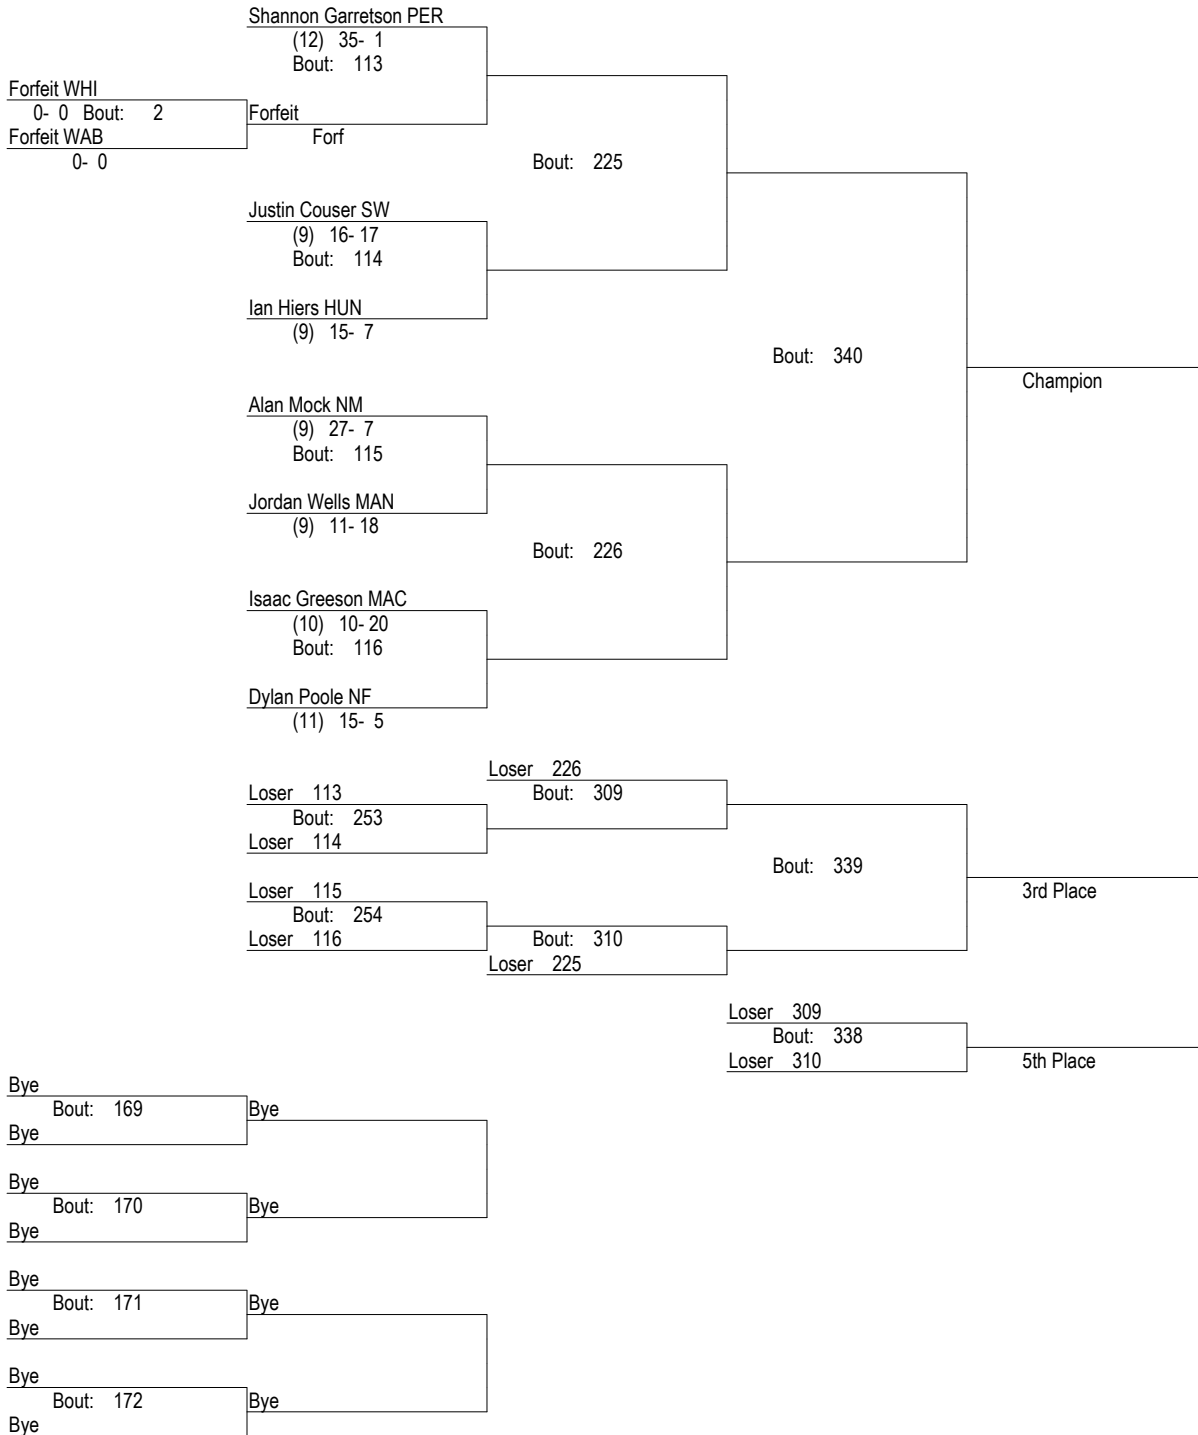 Shannon Garretson PER
(12) 35- 1
Bout: 113
Forfeit WHI
0- 0 Bout: 2
Forfeit
Forfeit WAB
Forf
0- 0
Bout: 225
Justin Couser SW
(9) 16- 17
Bout: 114
Ian Hiers HUN
(9) 15- 7
Bout: 340
Champion
Alan Mock NM
(9) 27- 7
Bout: 115
Jordan Wells MAN
(9) 11- 18
Bout: 226
Isaac Greeson MAC
(10) 10- 20
Bout: 116
Dylan Poole NF
(11) 15- 5
Loser 226
Loser 113
Bout: 309
Bout: 253
Loser 114
Bout: 339
Loser 115
3rd Place
Bout: 254
Loser 116
Bout: 310
Loser 225
Loser 309
Bout: 338
Loser 310
5th Place
Bye
Bout: 169
Bye
Bye
Bye
Bout: 170
Bye
Bye
Bye
Bout: 171
Bye
Bye
Bye
Bout: 172
Bye
Bye